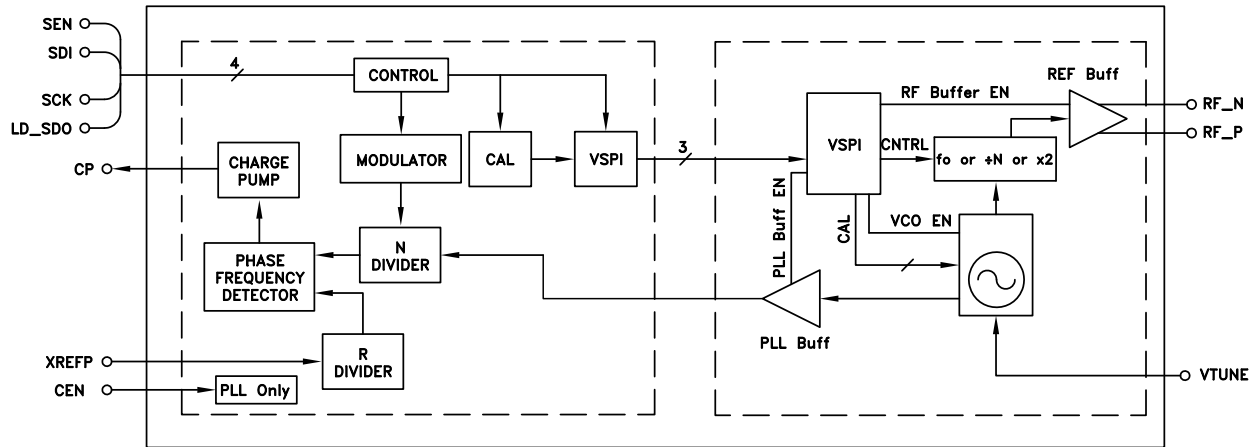 SEN
SDI
SCK
LD_SDO
CP
XREFP
CEN
4
CONTROL
MODULATOR
CAL
VSPI
CHARGE
PUMP
N
DIVIDER
PHASE
FREQUENCY
DETECTOR
R
DIVIDER
PLL Only
3
VSPI
RF Buffer EN
REF Buff
CNTRL
fo or ÷N or x2
PLL Buff EN
CAL
VCO EN
PLL Buff
RF_N
RF_P
VTUNE